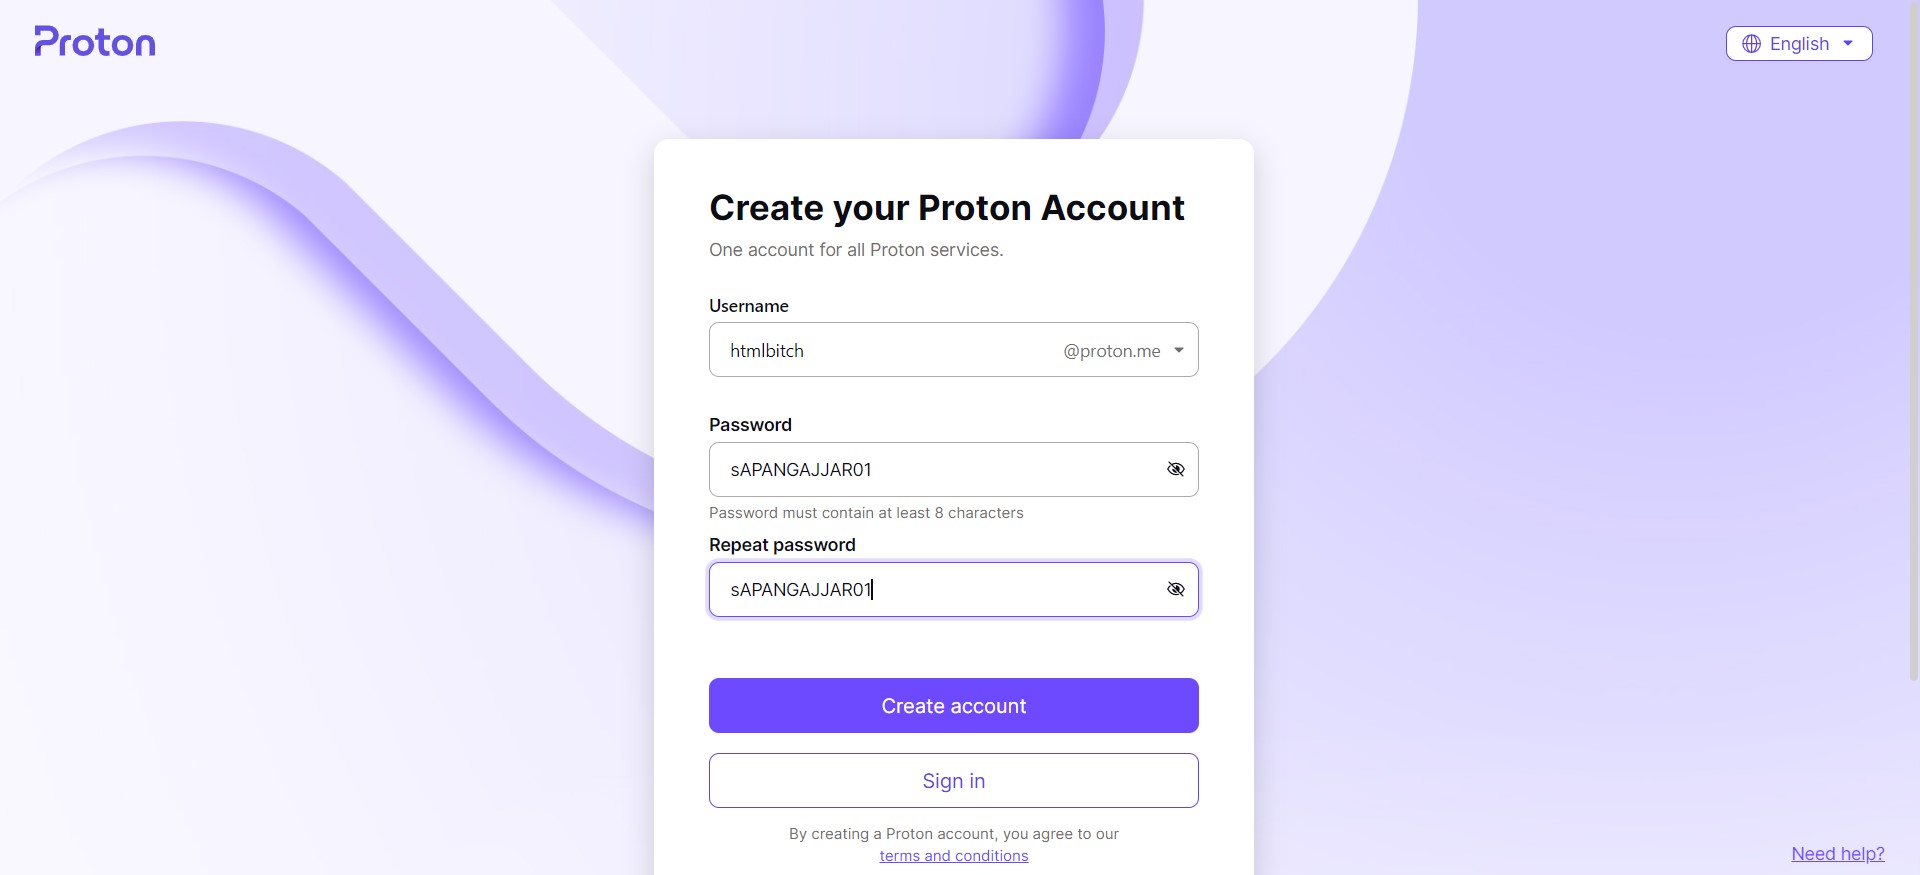 Proton
English
Create your Proton Account
One account for all Proton services.
Username
htmlbitch
@proton.me
Password
sAPANGAJJAR01
Password must contain at least 8 characters
Repeat password
sAPANGAJJAR01
Create account
Sign in
By creating a Proton account, you agree to our
terms and conditions
Need help?